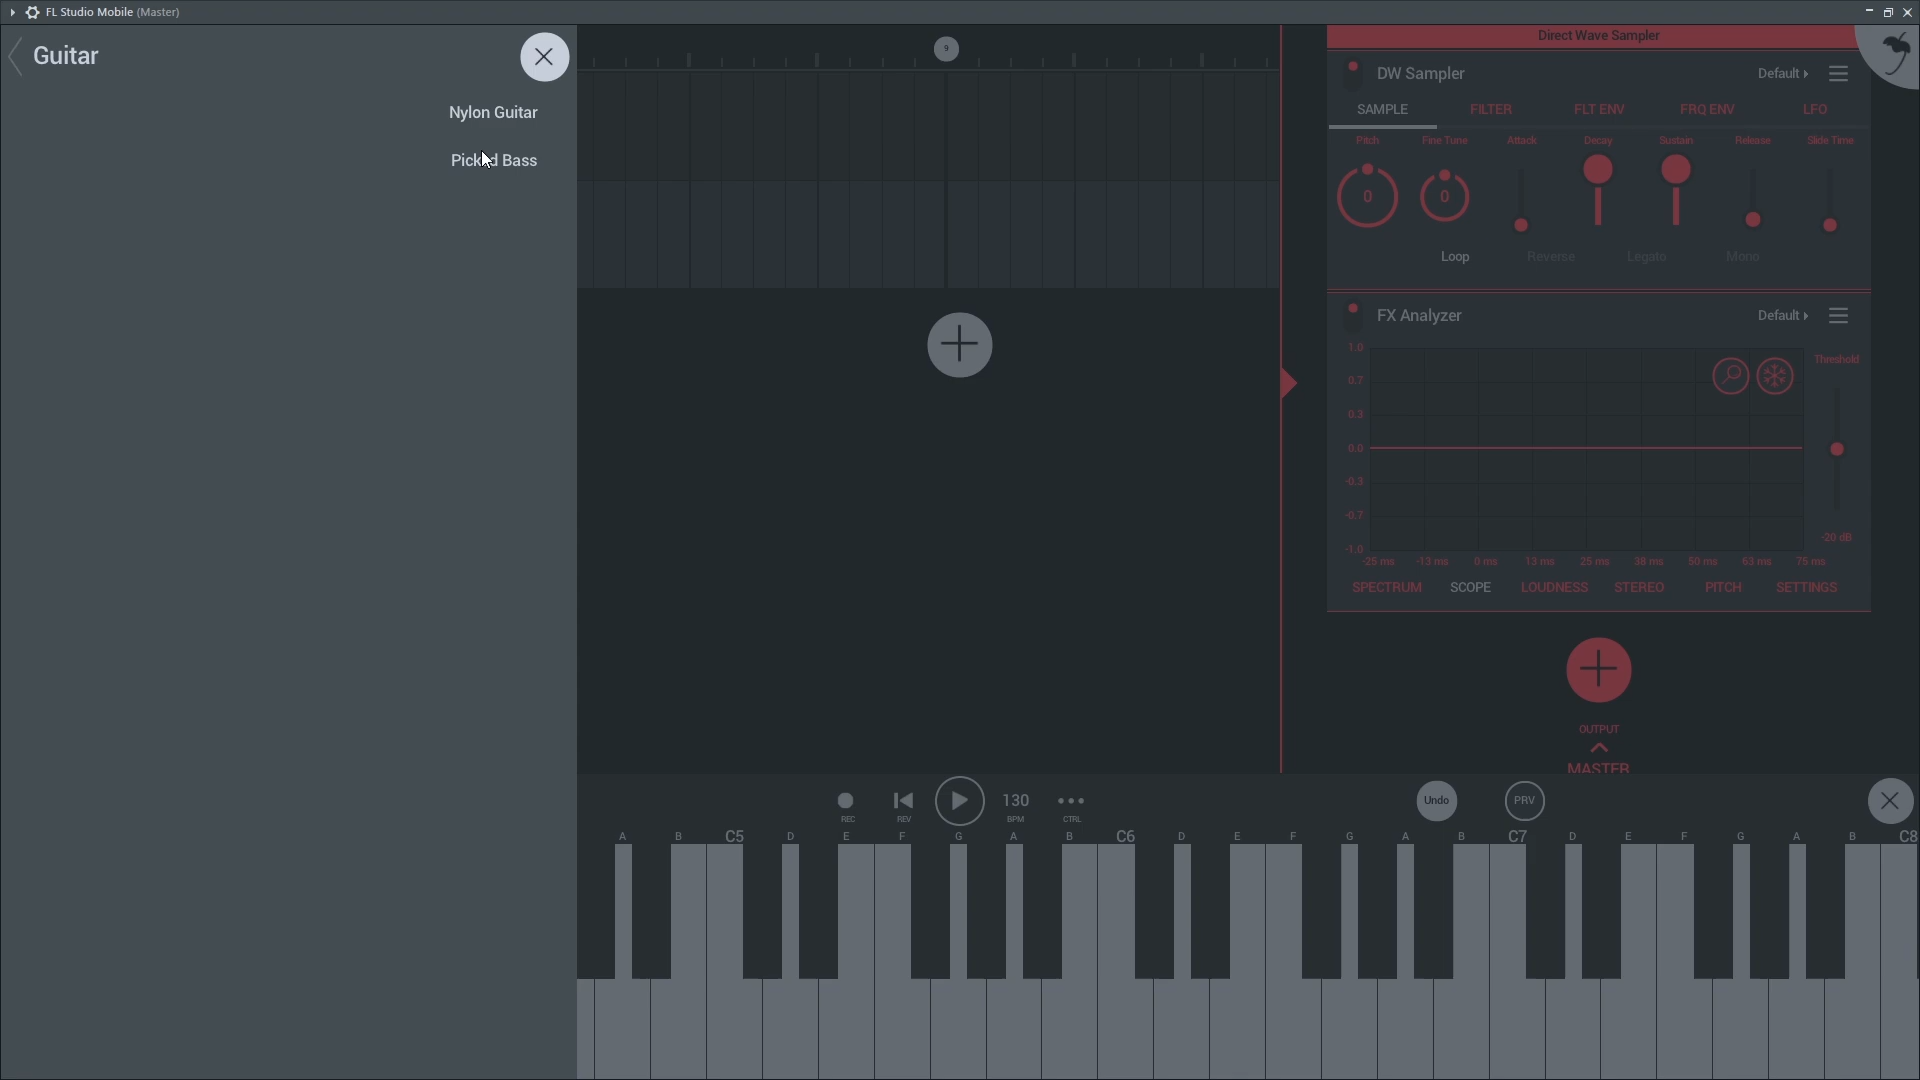 FL Studio Mobile (Master)
Guitar
Nylon Guitar
Bass
9
Direct Wave Sampler
DW Sampler
Default
SAMPLE FILTER FLT ENV FRQ ENV LFO
Pitch Fine Tune Attack Decay Sustain Release Slide Time
0 0
Loop Reverse Legato Mono
FX Analyzer
Default
Threshold
1.0
0.7
0.3
0.0
-0.3
-0.7
-1.0
-20 dB
-25 ms -13 ms 0 ms 13 ms 25 ms 38 ms 50 ms 63 ms 75 ms
SPECTRUM SCOPE LOUDNESS STEREO PITCH SETTINGS
OUTPUT
MASTER
130
REC REV BPM CTRL
Undo
PRV
A B C5 D E F G A B C6 D E F G A B C7 D E F G A B C8